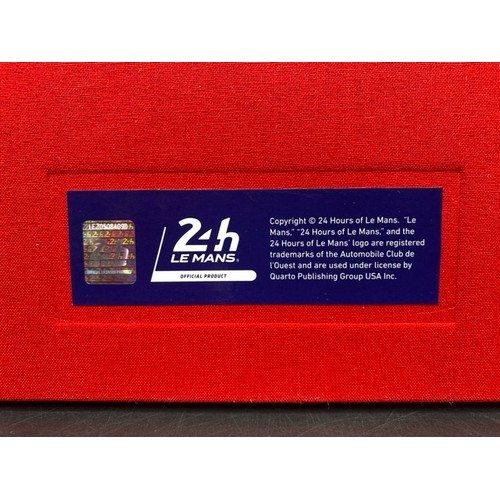 24h
LE MANS
OFFICIAL PRODUCT
Copyright © 24 Hours of Le Mans. "Le
Mans," "24 Hours of Le Mans," and the
24 Hours of Le Mans' logo are registered
trademarks of the Automobile Club de
l'Ouest and are used under license by
Quarto Publishing Group USA Inc.